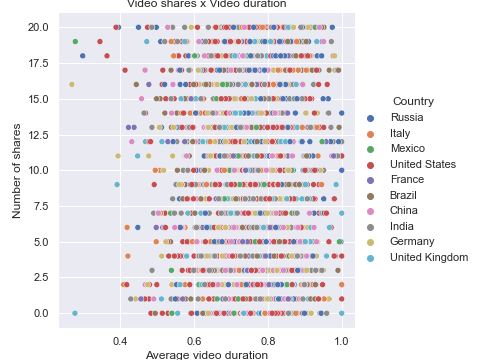 Video shares x Video duration
20.0
17.5
15.0
12.5
10.0
7.5
5.0
2.5
0.0
Number of shares
0.4 0.6 0.8 1.0
Average video duration
Country
Russia
Italy
Mexico
United States
France
Brazil
China
India
Germany
United Kingdom